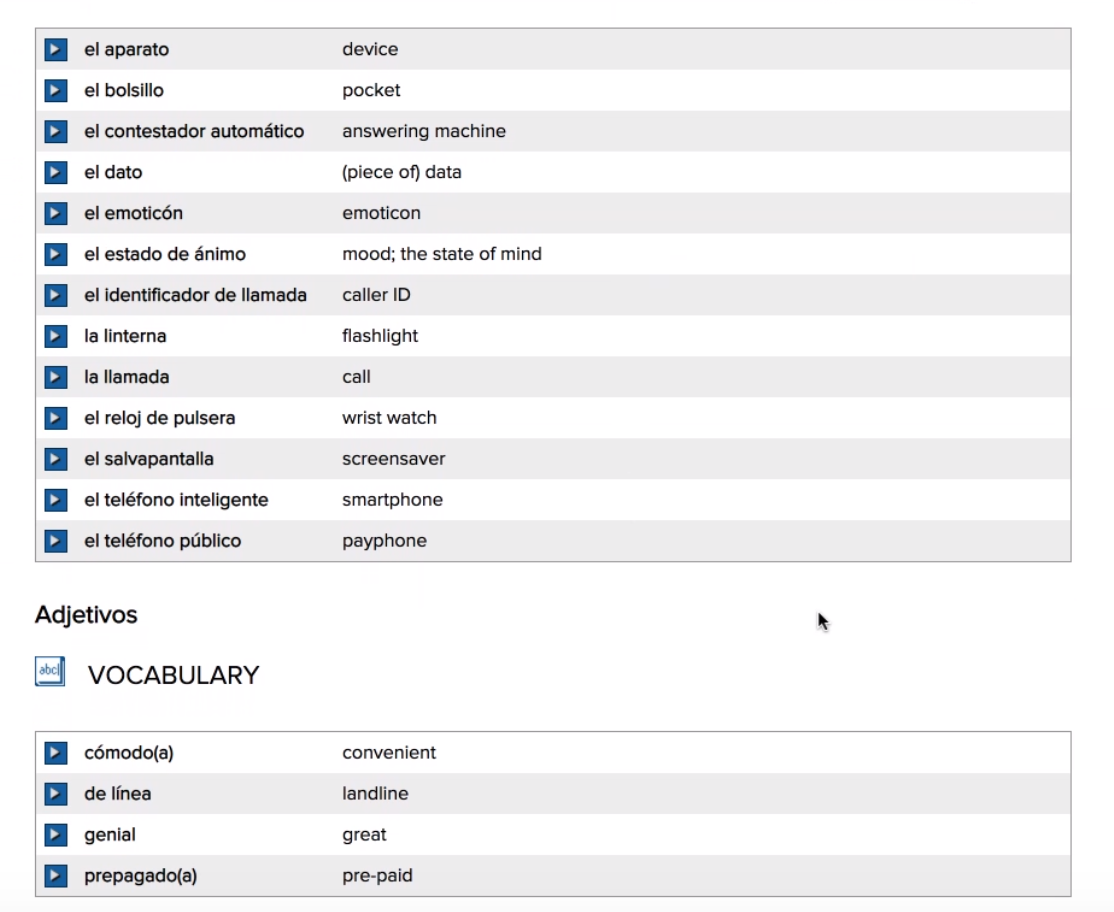 el aparato device
el bolsillo pocket
el contestador automático answering machine
el dato (piece of) data
el emoticón emoticon
el estado de ánimo mood; the state of mind
el identificador de llamada caller ID
la linterna flashlight
la llamada call
el reloj de pulsera wrist watch
el salvapantalla screensaver
el teléfono inteligente smartphone
el teléfono público payphone
Adjetivos
abc VOCABULARY
cómodo(a) convenient
de línea landline
genial great
prepagado(a) pre-paid